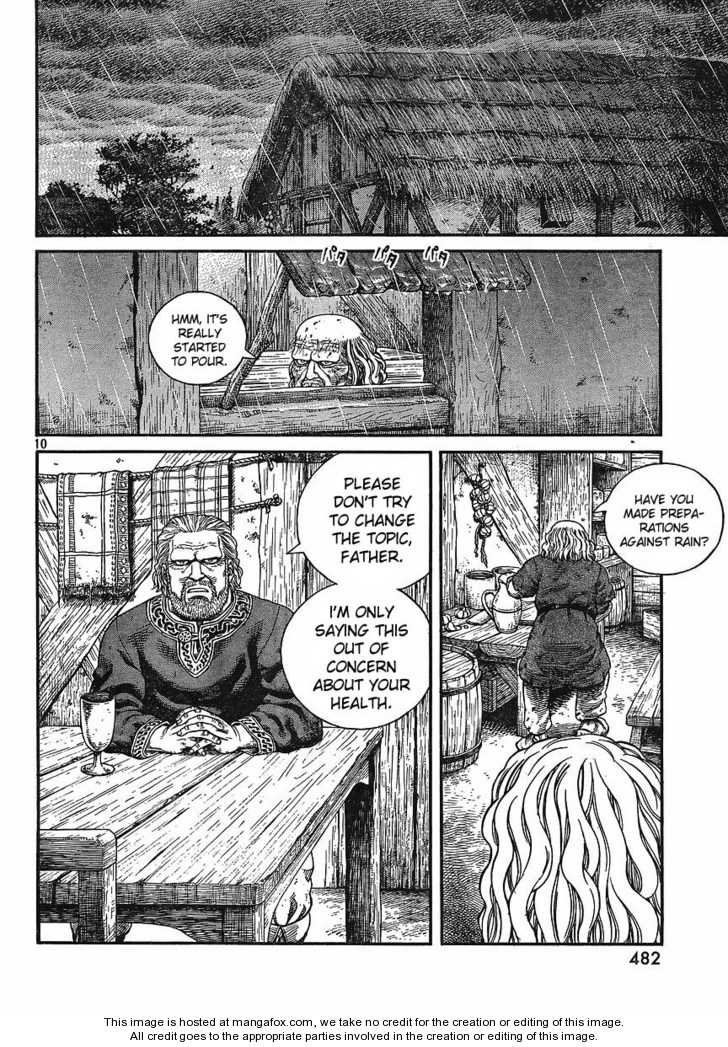 パタ パタ パタ
HMM, IT'S
REALLY
STARTED
TO POUR.
10
HAVE YOU
MADE PREPA-
RATIONS
AGAINST RAIN?
PLEASE
DON'T TRY
TO CHANGE
THE TOPIC,
FATHER.
I'M ONLY
SAYING THIS
OUT OF
CONCERN
ABOUT YOUR
HEALTH.
482
This image is hosted at mangafox.com, we take no credit for the creation or editing of this image.
All credit goes to the appropriate parties involved in the creation or editing of this image.